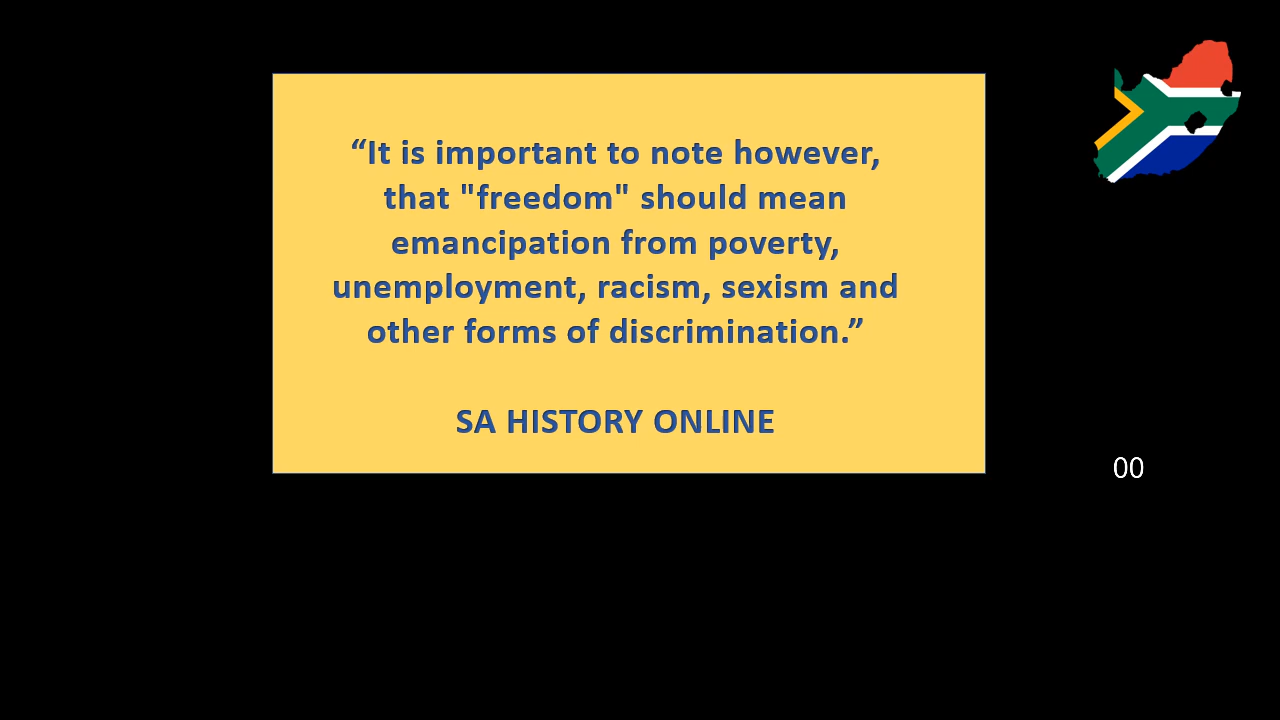 “It is important to note however,
that "freedom" should mean
emancipation from poverty,
unemployment, racism, sexism and
other forms of discrimination.”
SA HISTORY ONLINE
00